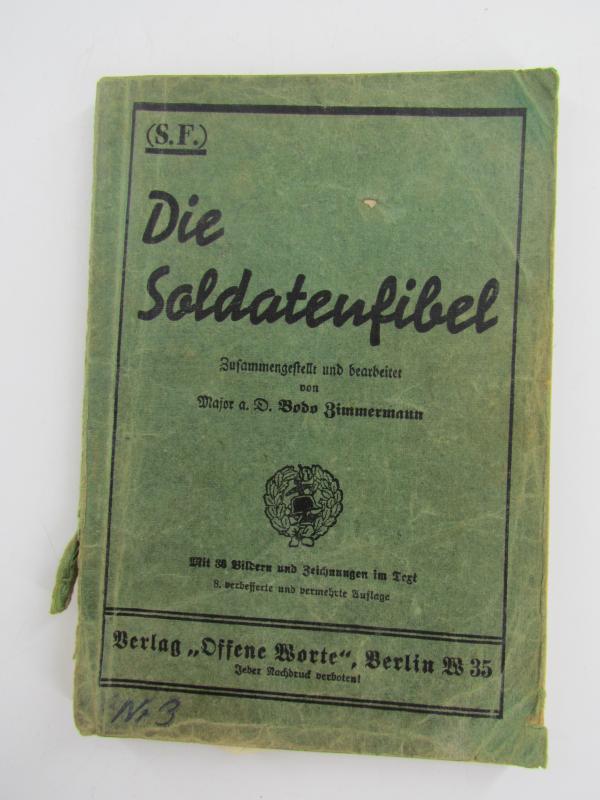 (S.F.)
Die
Soldatenfibel
Zusammengestellt und bearbeitet
von
Major a. D. Bodo Zimmermann
Mit 36 Bildern und Zeichnungen im Text
8. verbesserte und vermehrte Auflage
Verlag „Offene Worte“, Berlin W 35
Jeder Nachdruck verboten!
Nr 3